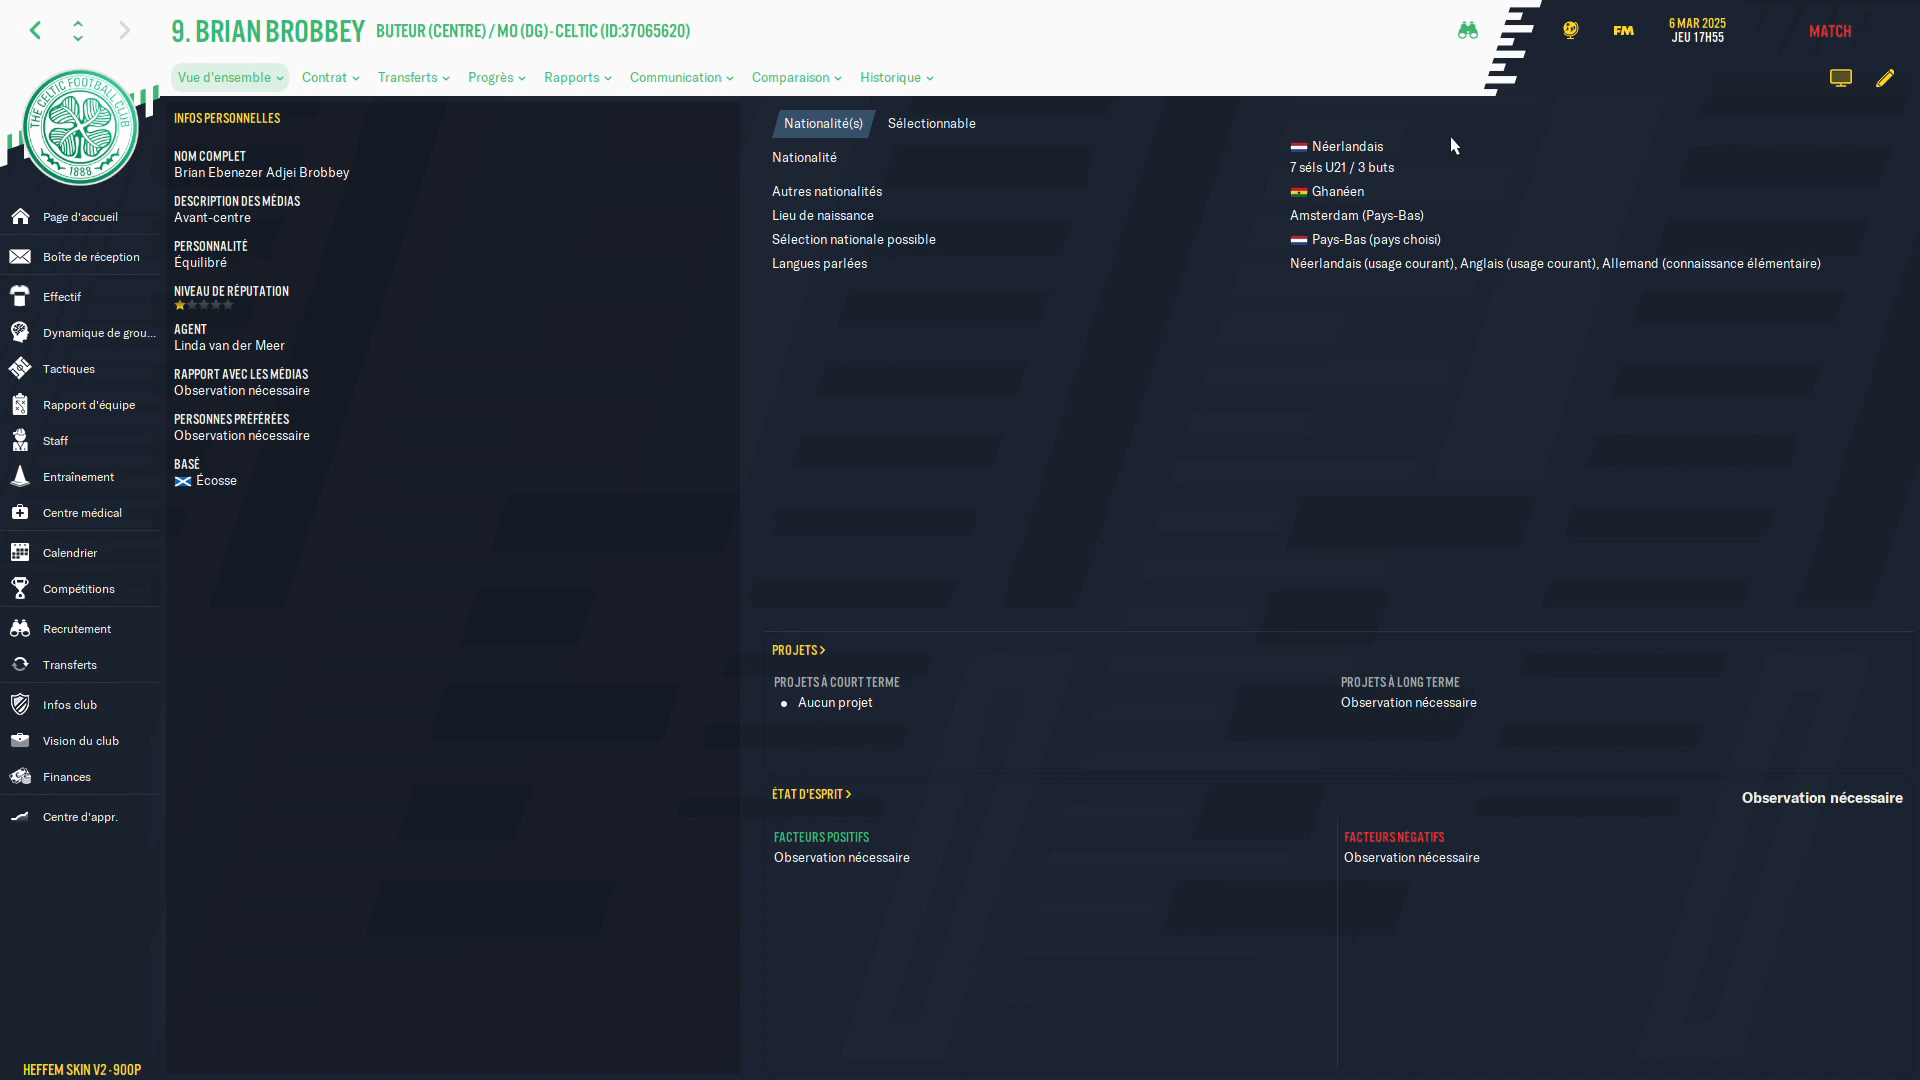 9. BRIAN BROBBEY BUTEUR (CENTRE) / MO (DG) - CELTIC (ID:37065620)
FM
6 MAR 2025
JEU 17H55
MATCH
Vue d'ensemble Contrat Transferts Progrès Rapports Communication Comparaison Historique
THE CELTIC FOOTBALL CLUB
1888
Page d'accueil
Boîte de réception
Effectif
Dynamique de grou...
Tactiques
Rapport d'équipe
Staff
Entraînement
Centre médical
Calendrier
Compétitions
Recrutement
Transferts
Infos club
Vision du club
Finances
Centre d'appr.
HEFFEM SKIN V2 - 900P
INFOS PERSONNELLES
NOM COMPLET
Brian Ebenezer Adjei Brobbey
DESCRIPTION DES MÉDIAS
Avant-centre
PERSONNALITÉ
Équilibré
NIVEAU DE RÉPUTATION
AGENT
Linda van der Meer
RAPPORT AVEC LES MÉDIAS
Observation nécessaire
PERSONNES PRÉFÉRÉES
Observation nécessaire
BASÉ
Écosse
Nationalité(s) Sélectionnable
Nationalité Néerlandais
7 séls U21 / 3 buts
Autres nationalités Ghanéen
Lieu de naissance Amsterdam (Pays-Bas)
Sélection nationale possible Pays-Bas (pays choisi)
Langues parlées Néerlandais (usage courant), Anglais (usage courant), Allemand (connaissance élémentaire)
PROJETS >
PROJETS À COURT TERME
• Aucun projet
PROJETS À LONG TERME
Observation nécessaire
ÉTAT D'ESPRIT >
Observation nécessaire
FACTEURS POSITIFS
Observation nécessaire
FACTEURS NÉGATIFS
Observation nécessaire